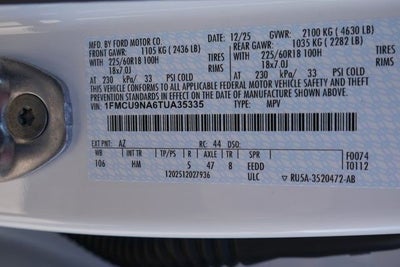 MFD. BY FORD MOTOR CO. 12/25 GVWR: 2100 KG ( 4630 LB)
FRONT GAWR: REAR GAWR:
1105 KG ( 2436 LB) 1035 KG ( 2282 LB)
225/60R18 100H TIRES 225/60R18 100H TIRES
18x7.0J RIMS 18x7.0J RIMS
AT 230 kPa/ 33 PSI COLD AT 230 kPa/ 33 PSI COLD
THIS VEHICLE CONFORMS TO ALL APPLICABLE FEDERAL MOTOR VEHICLE SAFETY, BUMPER,
AND THEFT PREVENTION STANDARDS IN EFFECT ON THE DATE OF MANUFACTURE SHOWN ABOVE.
VIN: 1FMCU9NA6TUA35335 TYPE: MPV
EXT PNT: AZ RC: 44 DSO: F0074
WB INT TR TP/PS R AXLE TR SPR T0112
106 HM 5 47 8 EEDD
1202512027936 ULC RU5A-3520472-AB